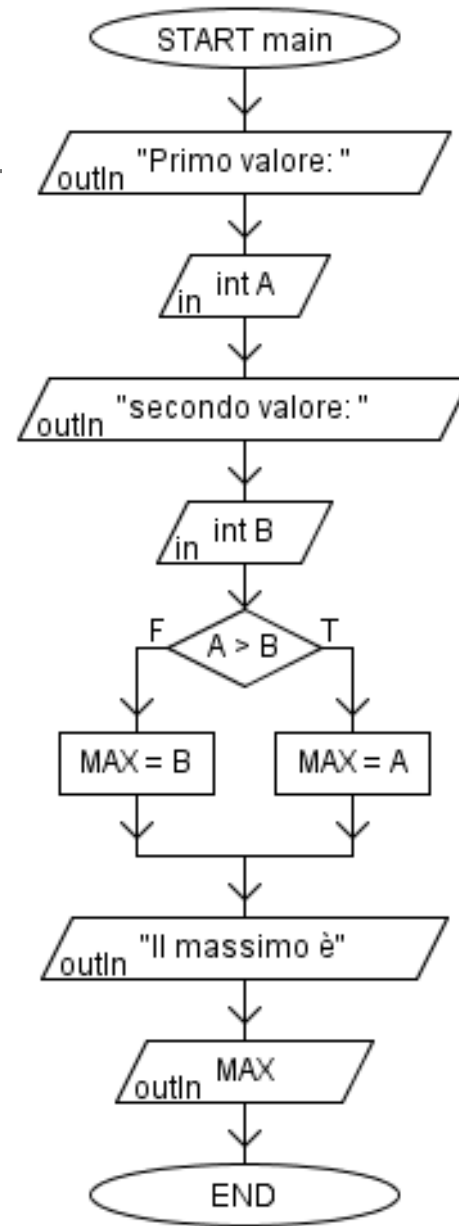 START main
"Primo valore: "
outln
int A
in
"secondo valore: "
outln
int B
in
F
A > B
T
MAX = B
MAX = A
"Il massimo è"
outln
MAX
outln
END